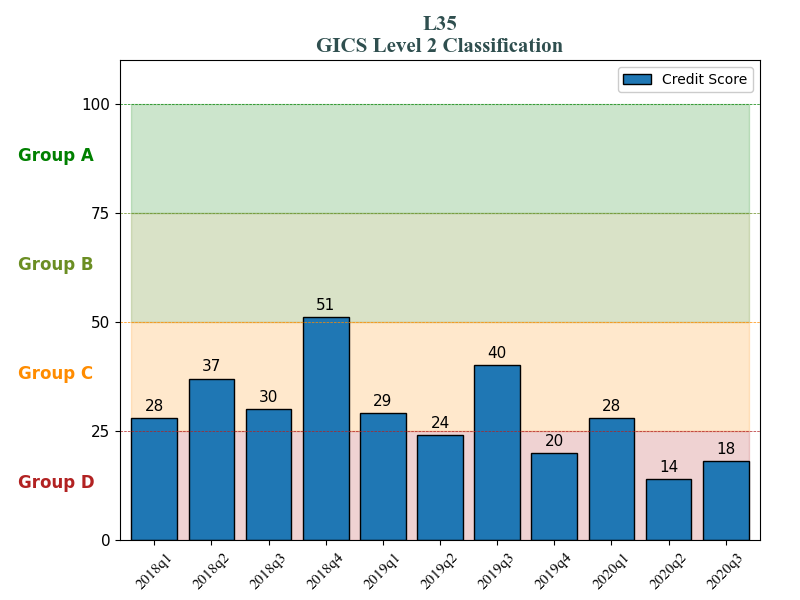 L35
GICS Level 2 Classification
Credit Score
100
Group A
75
Group B
51
50
40
Group C
37
30
28
29
28
24
25
20
18
14
Group D
0
2018q1 2018q2 2018q3 2018q4 2019q1 2019q2 2019q3 2019q4 2020q1 2020q2 2020q3